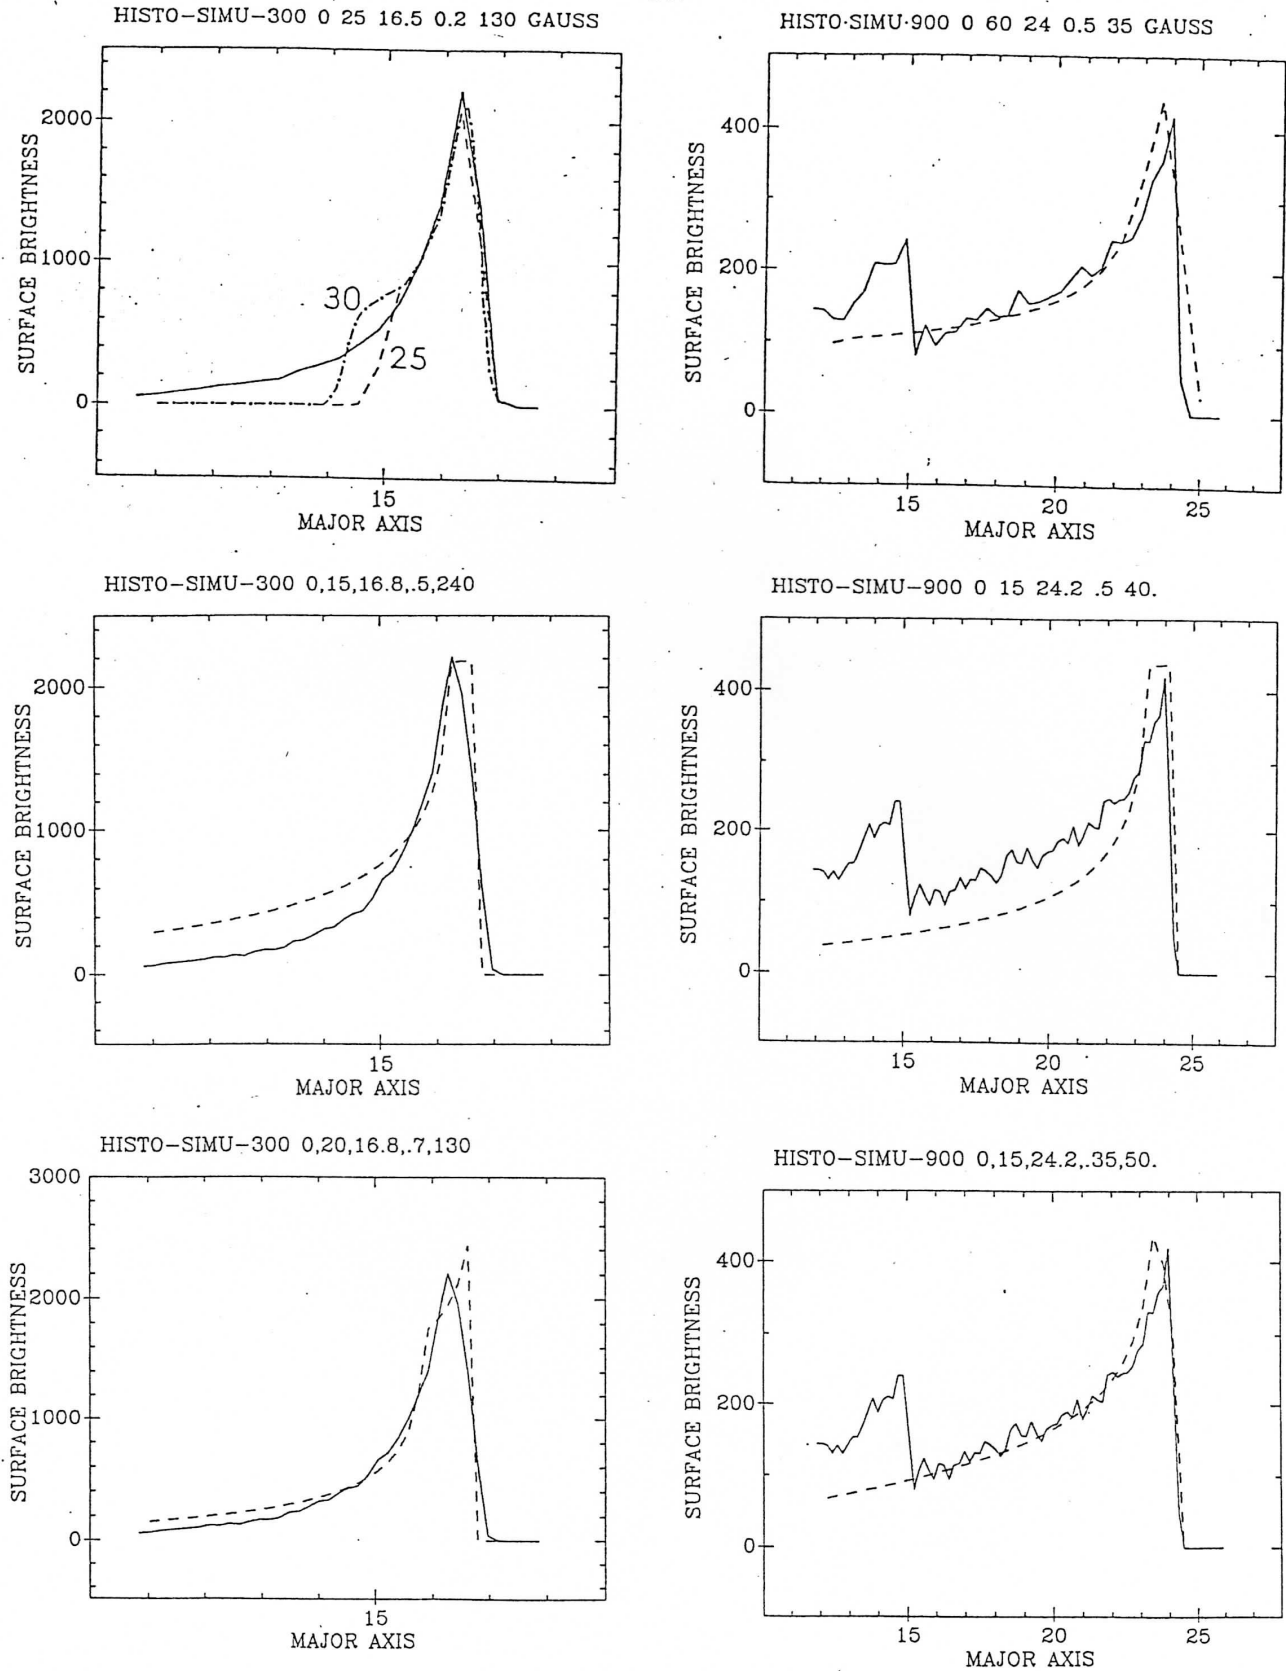 HISTO-SIMU-300 0 25 16.5 0.2 130 GAUSS
2000
1000
0
SURFACE BRIGHTNESS
30
25
15
MAJOR AXIS
HISTO·SIMU·900 0 60 24 0.5 35 GAUSS
400
200
0
SURFACE BRIGHTNESS
15 20 25
MAJOR AXIS
HISTO-SIMU-300 0,15,16.8,.5,240
2000
1000
0
SURFACE BRIGHTNESS
15
MAJOR AXIS
HISTO-SIMU-900 0 15 24.2 .5 40.
400
200
0
SURFACE BRIGHTNESS
15 20 25
MAJOR AXIS
HISTO-SIMU-300 0,20,16.8,.7,130
3000
2000
1000
0
SURFACE BRIGHTNESS
15
MAJOR AXIS
HISTO-SIMU-900 0,15,24.2,.35,50.
400
200
0
SURFACE BRIGHTNESS
15 20 25
MAJOR AXIS